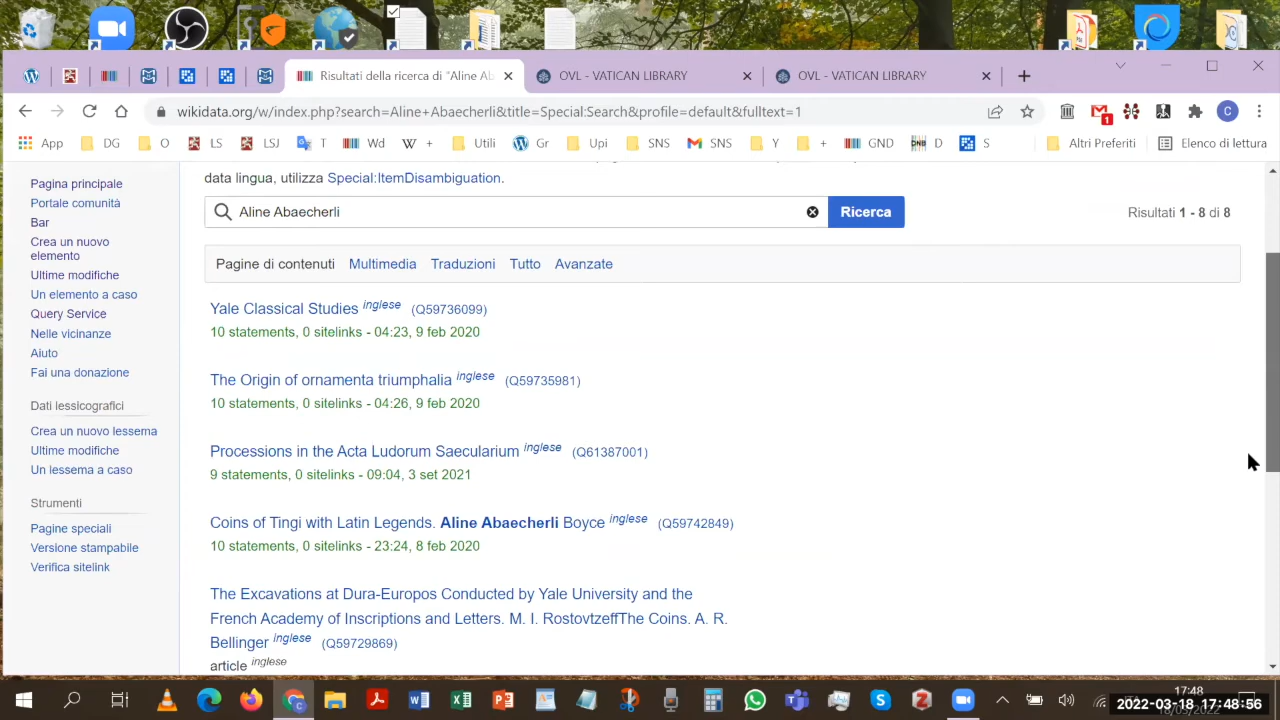 Risultati della ricerca di "Aline Ab
OVL - VATICAN LIBRARY
OVL - VATICAN LIBRARY
wikidata.org/w/index.php?search=Aline+Abaecherli&title=Special:Search&profile=default&fulltext=1
1
C
App DG O LS LSJ T Wd W + Utili Gr Upi SNS SNS Y + GND DNB D S Altri Preferiti Elenco di lettura
data lingua, utilizza Special:ItemDisambiguation.
Aline Abaecherli
Ricerca
Risultati 1 - 8 di 8
Pagine di contenuti Multimedia Traduzioni Tutto Avanzate
Pagina principale
Portale comunità
Bar
Crea un nuovo
elemento
Ultime modifiche
Un elemento a caso
Query Service
Nelle vicinanze
Aiuto
Fai una donazione
Dati lessicografici
Crea un nuovo lessema
Ultime modifiche
Un lessema a caso
Strumenti
Pagine speciali
Versione stampabile
Verifica sitelink
Yale Classical Studies inglese (Q59736099)
10 statements, 0 sitelinks - 04:23, 9 feb 2020
The Origin of ornamenta triumphalia inglese (Q59735981)
10 statements, 0 sitelinks - 04:26, 9 feb 2020
Processions in the Acta Ludorum Saecularium inglese (Q61387001)
9 statements, 0 sitelinks - 09:04, 3 set 2021
Coins of Tingi with Latin Legends. Aline Abaecherli Boyce inglese (Q59742849)
10 statements, 0 sitelinks - 23:24, 8 feb 2020
The Excavations at Dura-Europos Conducted by Yale University and the
French Academy of Inscriptions and Letters. M. I. RostovtzeffThe Coins. A. R.
Bellinger inglese (Q59729869)
article inglese
17:48
2022-03-18 17:48:56